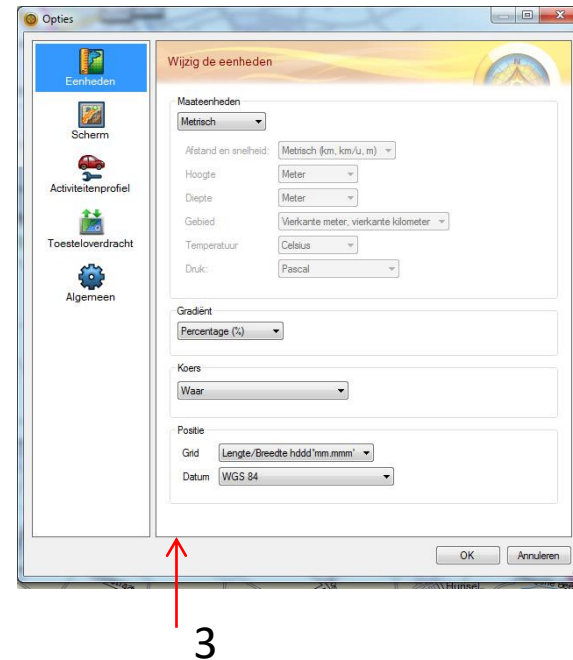 Opties
Eenheden
Scherm
Activiteitenprofiel
Toesteloverdracht
Algemeen
Wijzig de eenheden
N
Maateenheden
Metrisch
Afstand en snelheid: Metrisch (km, km/u, m)
Hoogte Meter
Diepte Meter
Gebied Vierkante meter, vierkante kilometer
Temperatuur Celsius
Druk: Pascal
Gradiënt
Percentage (%)
Koers
Waar
Positie
Grid Lengte/Breedte hddd°mm.mmm'
Datum WGS 84
OK Annuleren
Hunsel
3